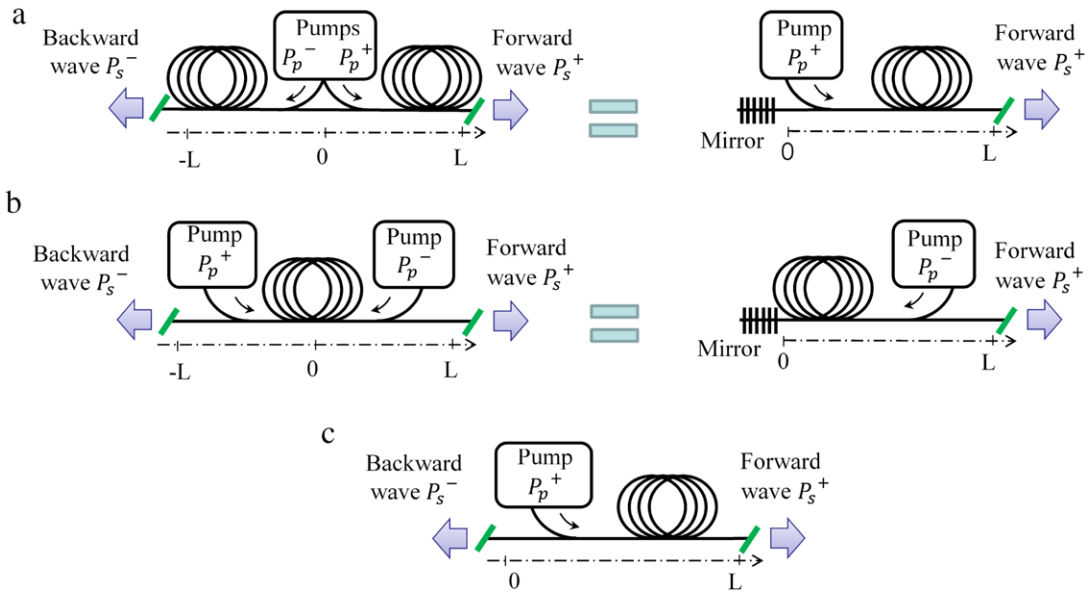 a
Backward
wave Pₛ⁻
Pumps
Pₚ⁻ Pₚ⁺
Forward
wave Pₛ⁺
-L
0
L
Pump
Pₚ⁺
Forward
wave Pₛ⁺
Mirror
0
L
b
Backward
wave Pₛ⁻
Pump
Pₚ⁺
Pump
Pₚ⁻
Forward
wave Pₛ⁺
-L
0
L
Pump
Pₚ⁻
Forward
wave Pₛ⁺
Mirror
0
L
c
Backward
wave Pₛ⁻
Pump
Pₚ⁺
Forward
wave Pₛ⁺
0
L